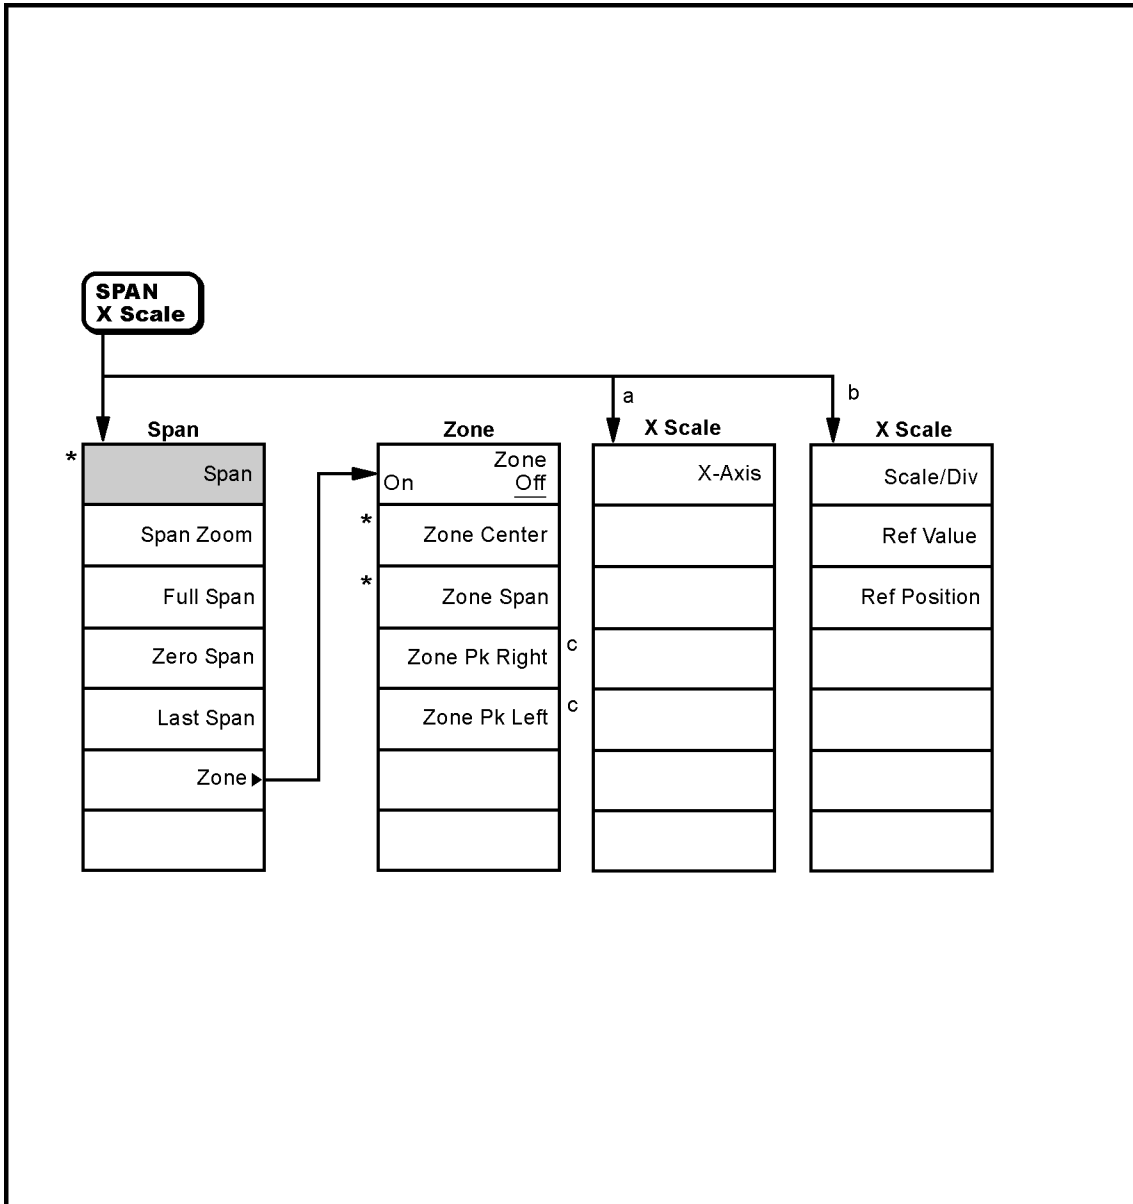 SPAN
X Scale
a
b
Span
*
Span
Span Zoom
Full Span
Zero Span
Last Span
Zone
Zone
Zone
On Off
*
Zone Center
*
Zone Span
Zone Pk Right
c
Zone Pk Left
c
X Scale
X-Axis
X Scale
Scale/Div
Ref Value
Ref Position